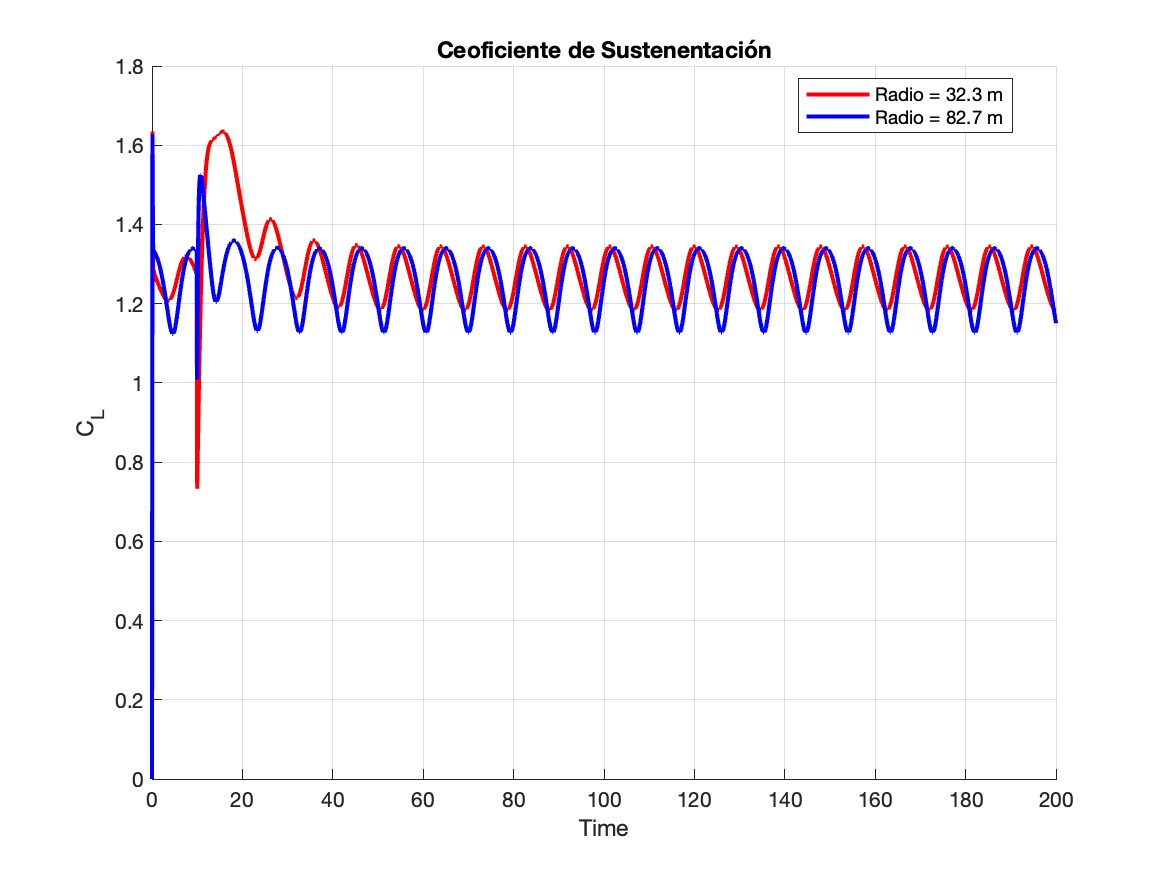 Ceoficiente de Sustenentación
Radio = 32.3 m
Radio = 82.7 m
1.8
1.6
1.4
1.2
1
0.8
0.6
0.4
0.2
0
C_L
0 20 40 60 80 100 120 140 160 180 200
Time